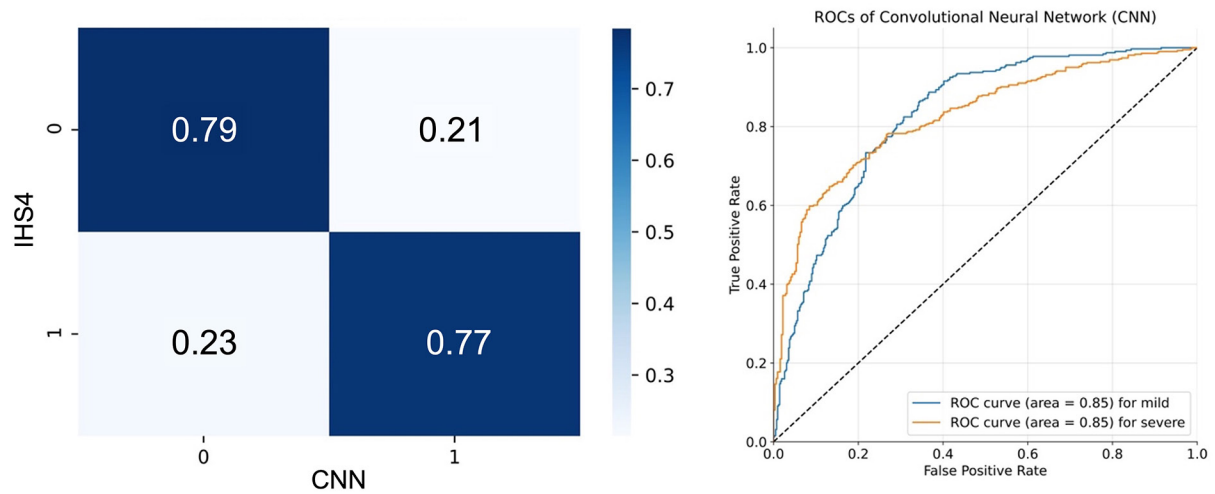 0.79 0.21
0.23 0.77
0
1
IHS4
0 1
CNN
0.7
0.6
0.5
0.4
0.3
ROCs of Convolutional Neural Network (CNN)
1.0
0.8
0.6
0.4
0.2
0.0
True Positive Rate
ROC curve (area = 0.85) for mild
ROC curve (area = 0.85) for severe
0.0 0.2 0.4 0.6 0.8 1.0
False Positive Rate